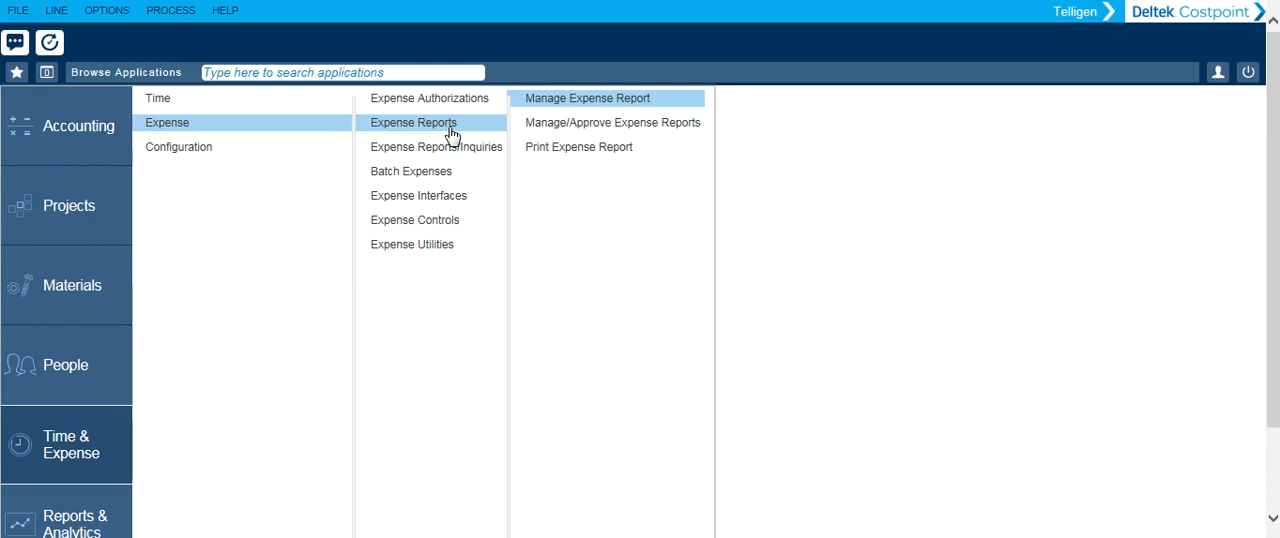 FILE LINE OPTIONS PROCESS HELP Telligen Deltek Costpoint
0 Browse Applications Type here to search applications
Accounting
Projects
Materials
People
Time &
Expense
Reports &
Analytics
Time
Expense
Configuration
Expense Authorizations
Expense Reports
Expense Reports/Inquiries
Batch Expenses
Expense Interfaces
Expense Controls
Expense Utilities
Manage Expense Report
Manage/Approve Expense Reports
Print Expense Report